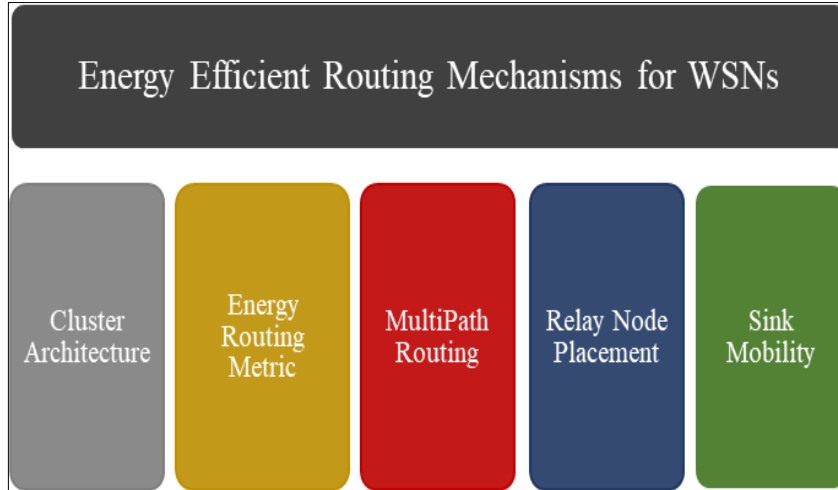 Energy Efficient Routing Mechanisms for WSNs
Cluster
Architecture
Energy
Routing
Metric
MultiPath
Routing
Relay Node
Placement
Sink
Mobility